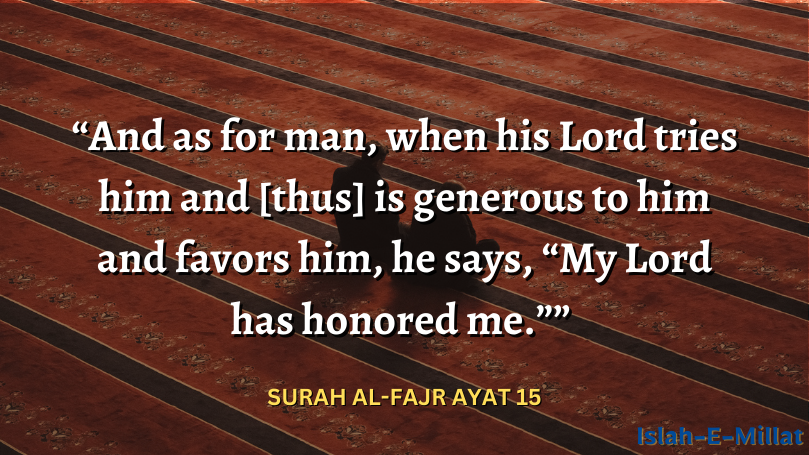 “And as for man, when his Lord tries
him and [thus] is generous to him
and favors him, he says, “My Lord
has honored me.””
SURAH AL-FAJR AYAT 15
Islah-E-Millat